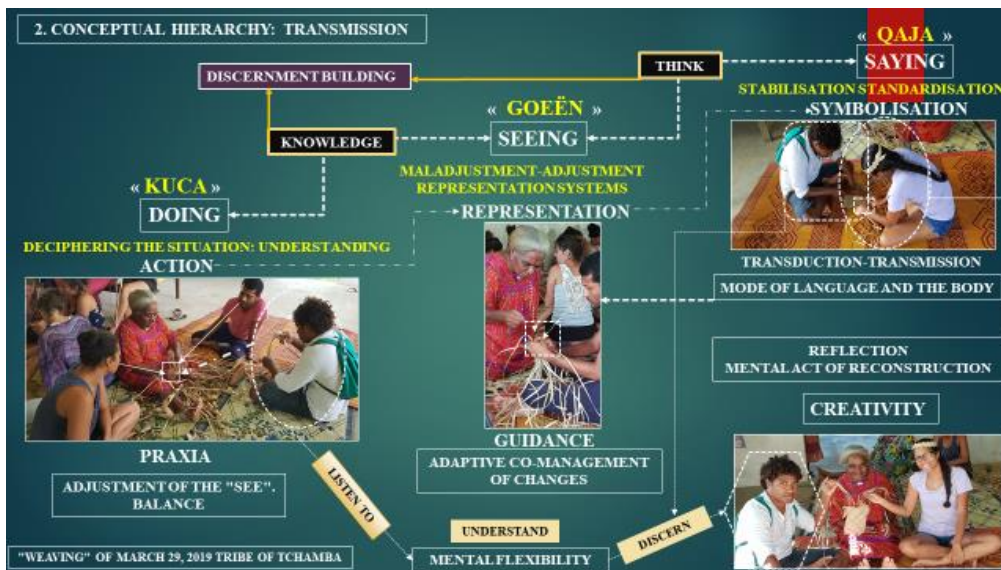 2. CONCEPTUAL HIERARCHY: TRANSMISSION
« QAJA »
SAYING
THINK
DISCERNMENT BUILDING
STABILISATION STANDARDISATION
SYMBOLISATION
« GOEËN »
SEEING
KNOWLEDGE
MALADJUSTMENT-ADJUSTMENT
REPRESENTATION SYSTEMS
REPRESENTATION
« KUCA »
DOING
DECIPHERING THE SITUATION: UNDERSTANDING
ACTION
TRANSDUCTION-TRANSMISSION
MODE OF LANGUAGE AND THE BODY
REFLECTION
MENTAL ACT OF RECONSTRUCTION
CREATIVITY
GUIDANCE
ADAPTIVE CO-MANAGEMENT
OF CHANGES
PRAXIA
ADJUSTMENT OF THE "SEE".
BALANCE
LISTEN TO
UNDERSTAND
MENTAL FLEXIBILITY
DISCERN
"WEAVING" OF MARCH 29, 2019 TRIBE OF TCHAMBA